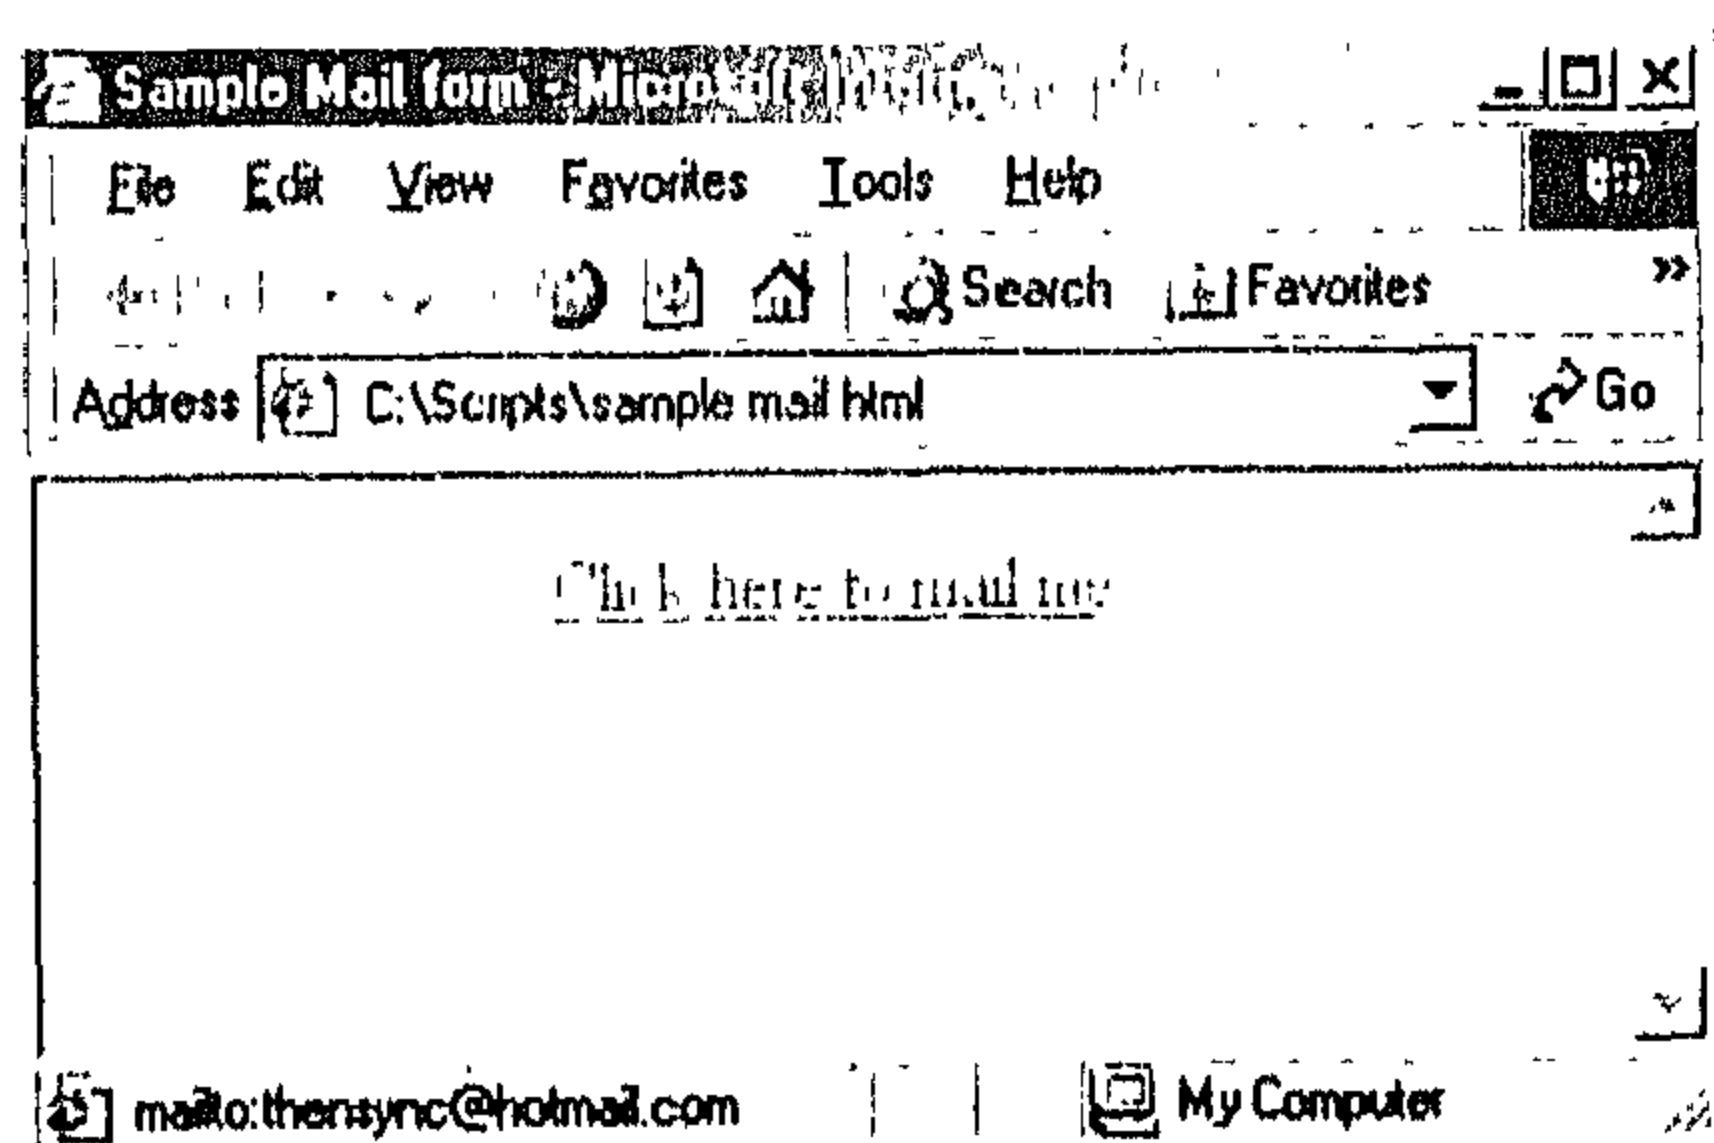 Sample Mail form - Microsoft
File Edit View Favorites Tools Help
Search Favorites »
Address C:\Scripts\sample mail html Go
Click here to mail me
mailto:thensync@hotmail.com My Computer